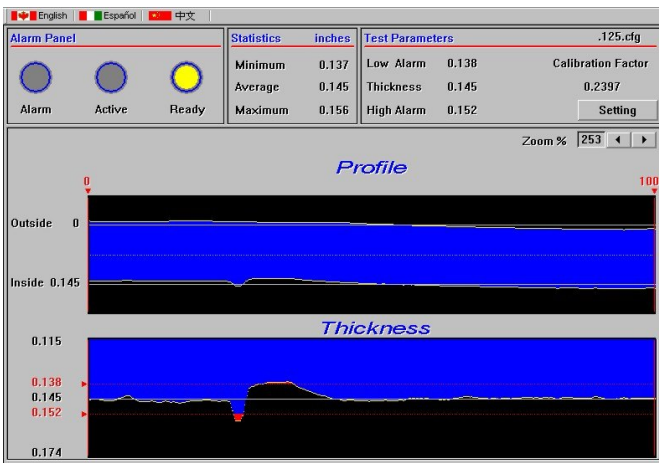 English Español 中文
Alarm Panel
Alarm Active Ready
Statistics inches
Minimum 0.137
Average 0.145
Maximum 0.156
Test Parameters .125.cfg
Low Alarm 0.138 Calibration Factor
Thickness 0.145 0.2397
High Alarm 0.152 Setting
Zoom % 253
Profile
0 100
Outside 0
Inside 0.145
Thickness
0.115
0.138
0.145
0.152
0.174